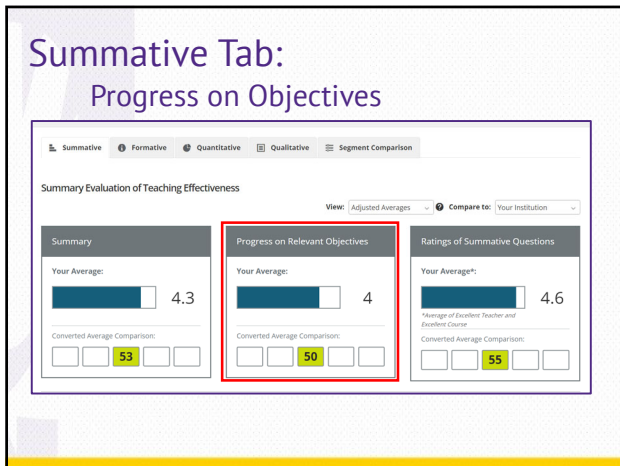 Summative Tab:
Progress on Objectives
Summative Formative Quantitative Qualitative Segment Comparison
Summary Evaluation of Teaching Effectiveness
View: Adjusted Averages ? Compare to: Your Institution
Summary
Your Average:
4.3
Converted Average Comparison:
53
Progress on Relevant Objectives
Your Average:
4
Converted Average Comparison:
50
Ratings of Summative Questions
Your Average*:
4.6
*Average of Excellent Teacher and
Excellent Course
Converted Average Comparison:
55